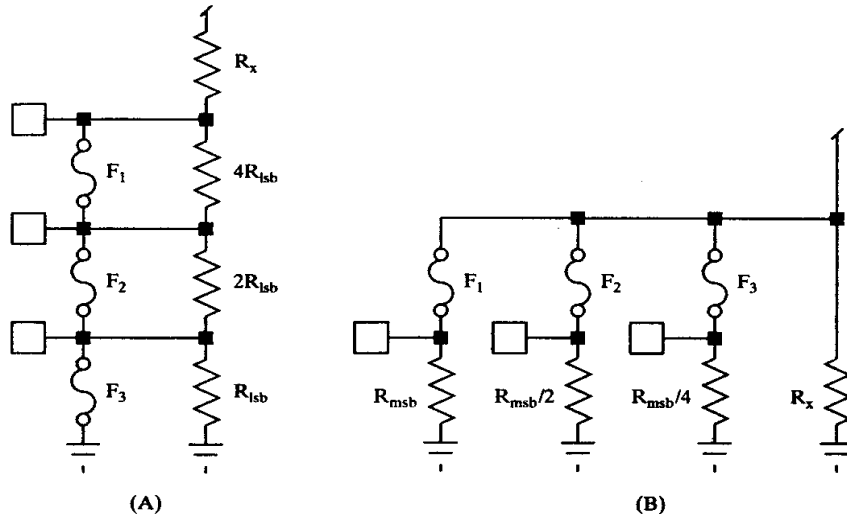 Rx
F1
4Rlsb
F2
2Rlsb
F3
Rlsb
(A)
F1
F2
F3
Rmsb
Rmsb/2
Rmsb/4
Rx
(B)